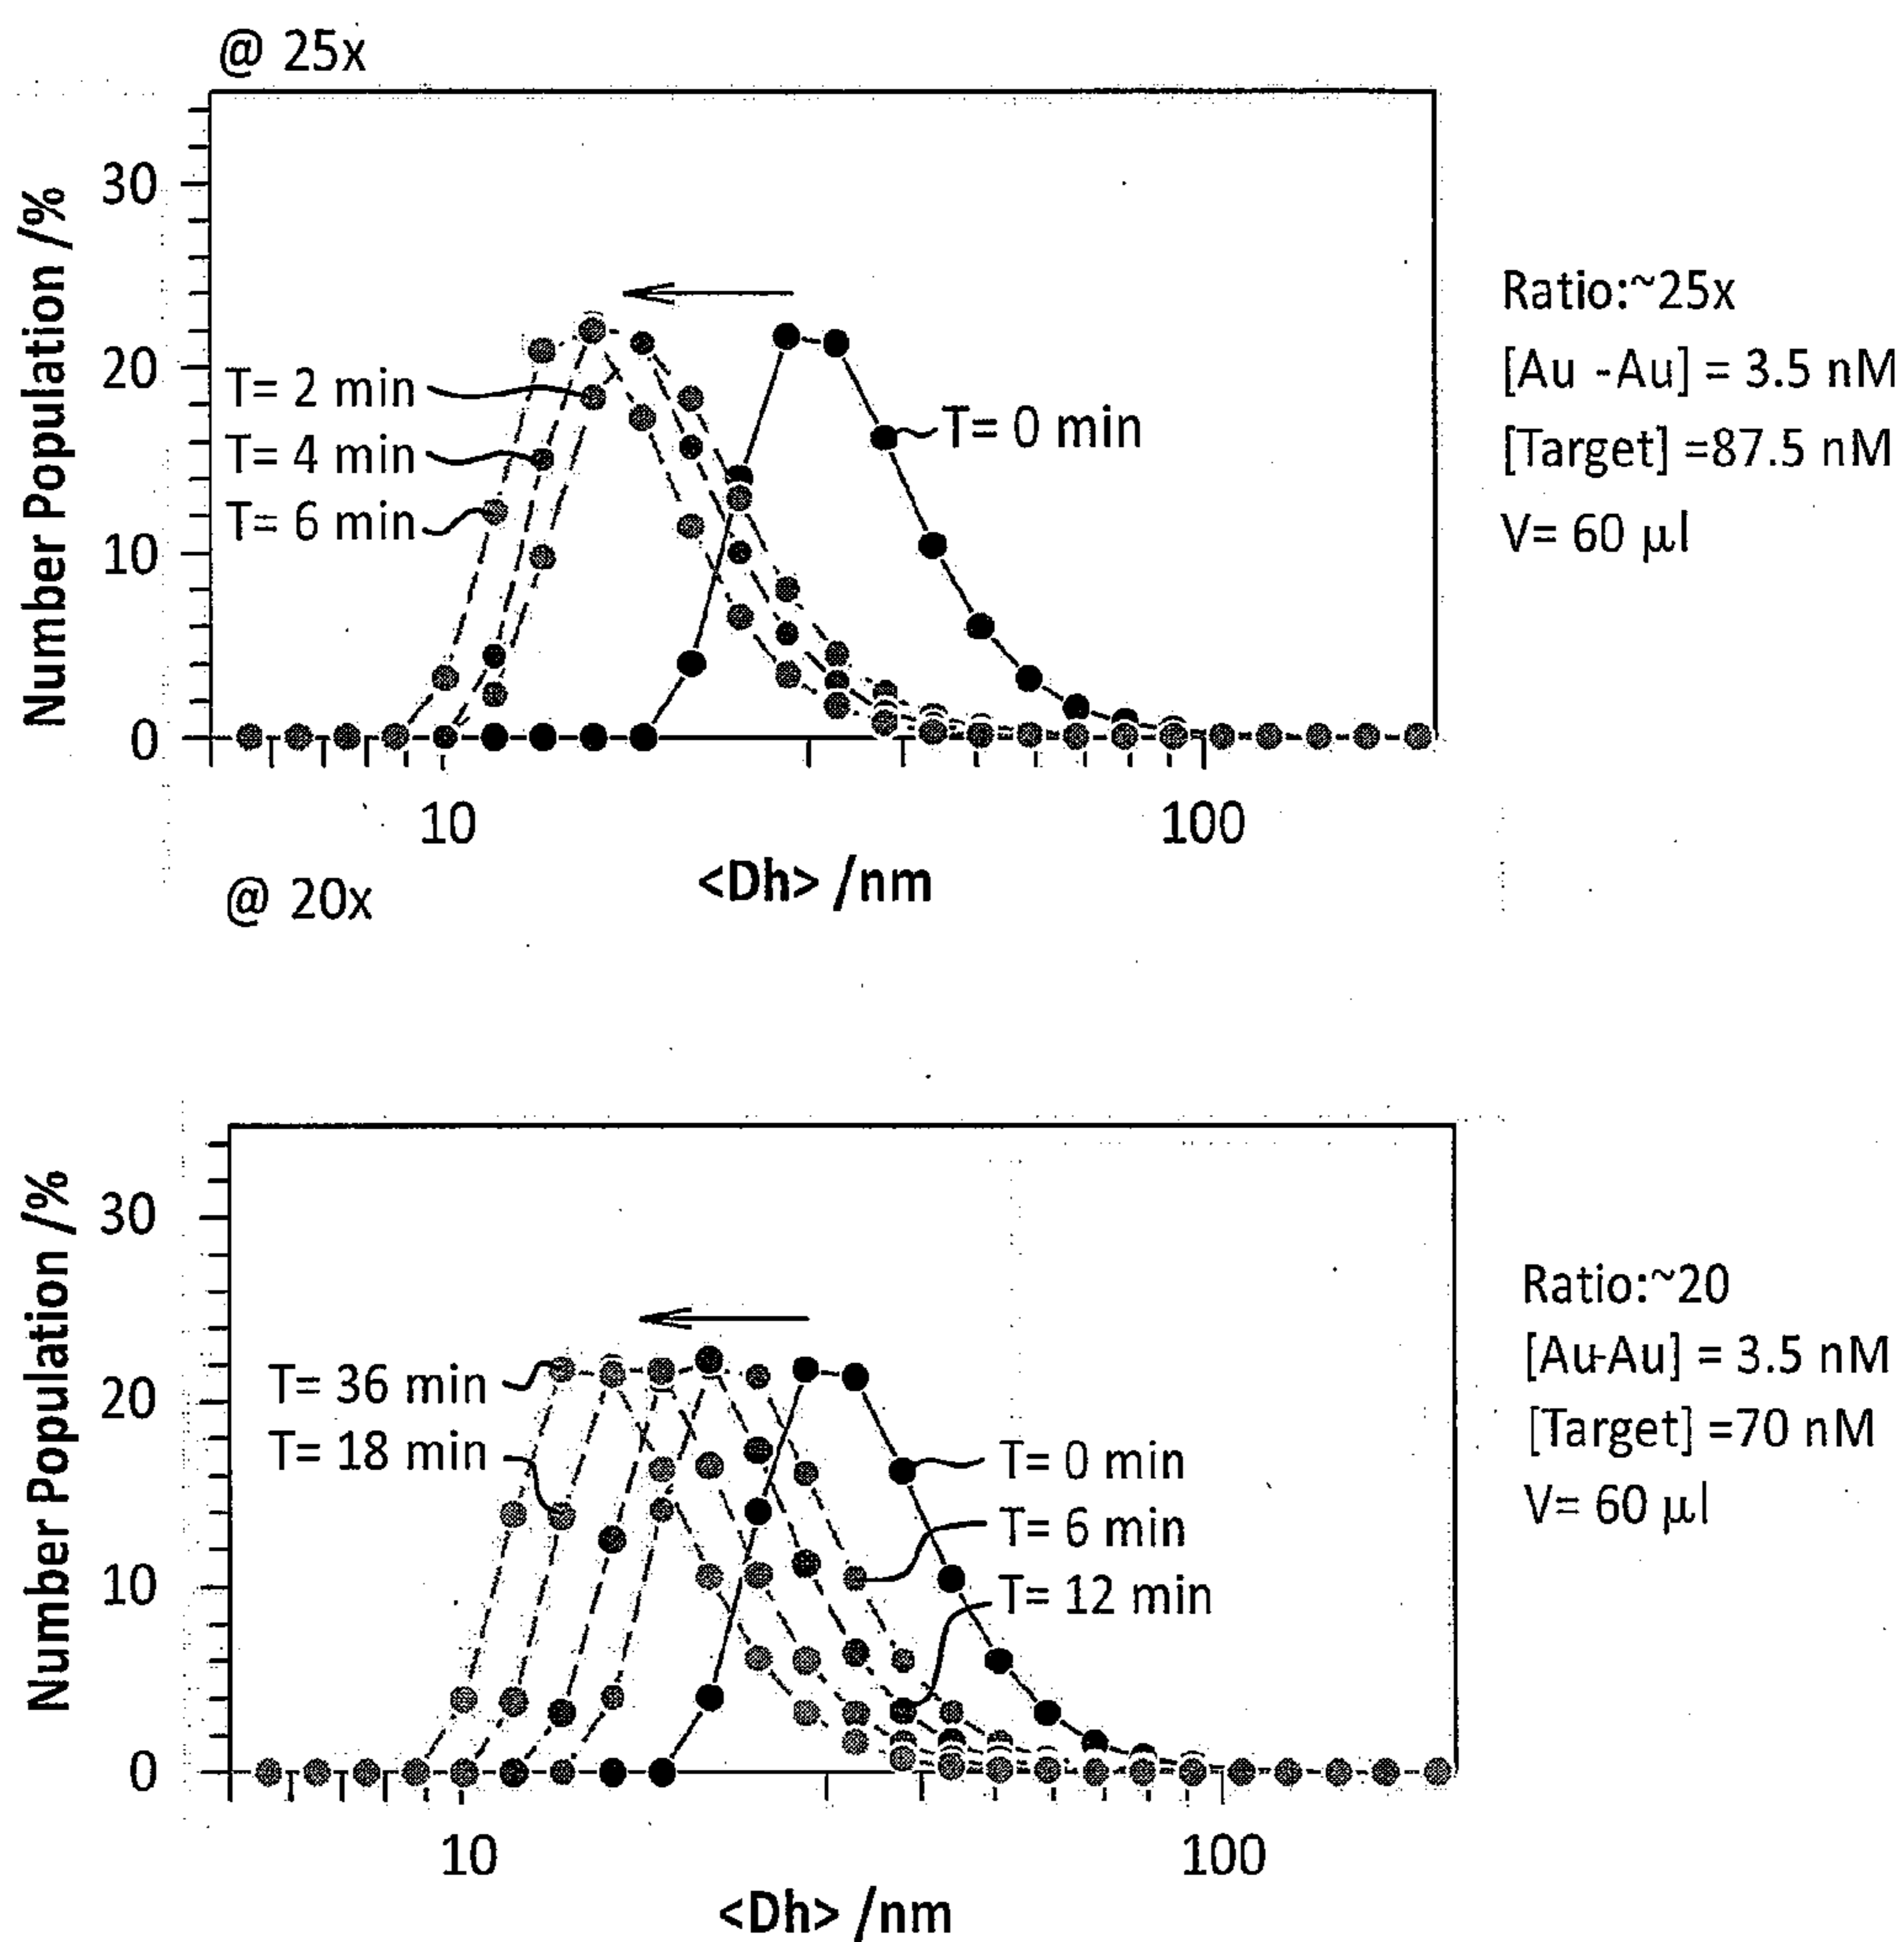 @ 25x
Number Population /%
30
20
10
0
T= 2 min
T= 4 min
T= 6 min
T= 0 min
10
100
<Dh> /nm
Ratio:~25x
[Au -Au] = 3.5 nM
[Target] =87.5 nM
V= 60 μl
@ 20x
Number Population /%
30
20
10
0
T= 36 min
T= 18 min
T= 0 min
T= 6 min
T= 12 min
10
100
<Dh> /nm
Ratio:~20
[Au-Au] = 3.5 nM
[Target] =70 nM
V= 60 μl